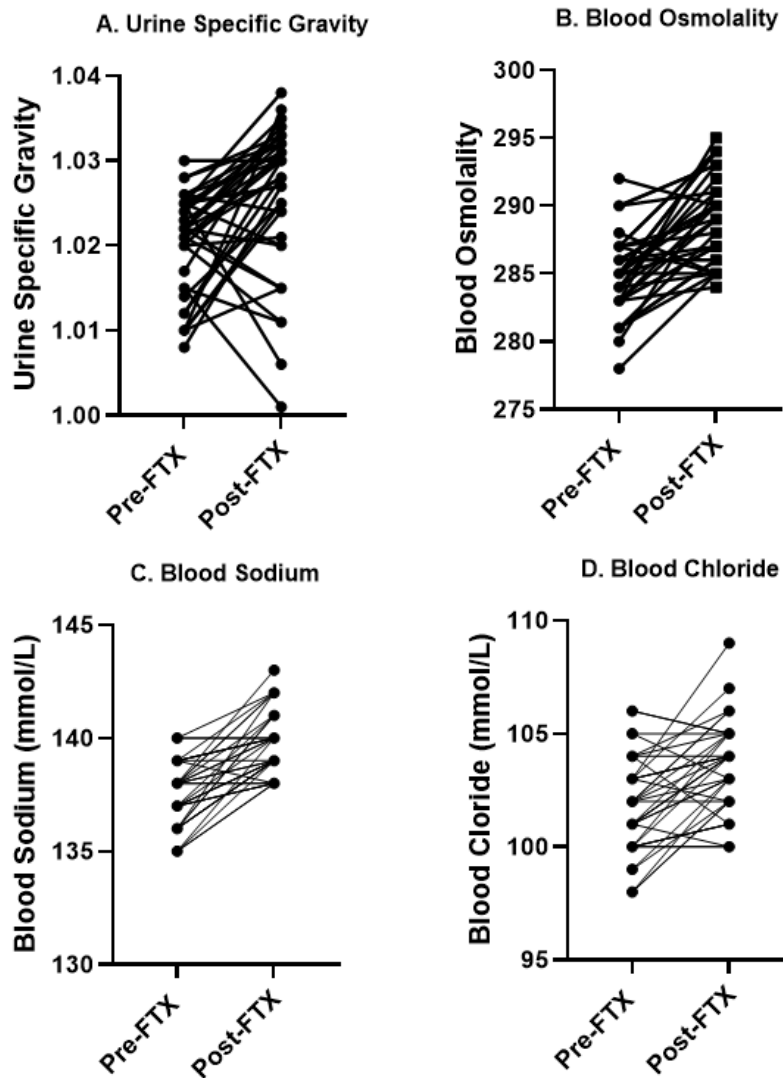 A. Urine Specific Gravity
1.04
1.03
1.02
1.01
1.00
Urine Specific Gravity
Pre-FTX
Post-FTX
B. Blood Osmolality
300
295
290
285
280
275
Blood Osmolality
Pre-FTX
Post-FTX
C. Blood Sodium
145
140
135
130
Blood Sodium (mmol/L)
Pre-FTX
Post-FTX
D. Blood Chloride
110
105
100
95
Blood Cloride (mmol/L)
Pre-FTX
Post-FTX